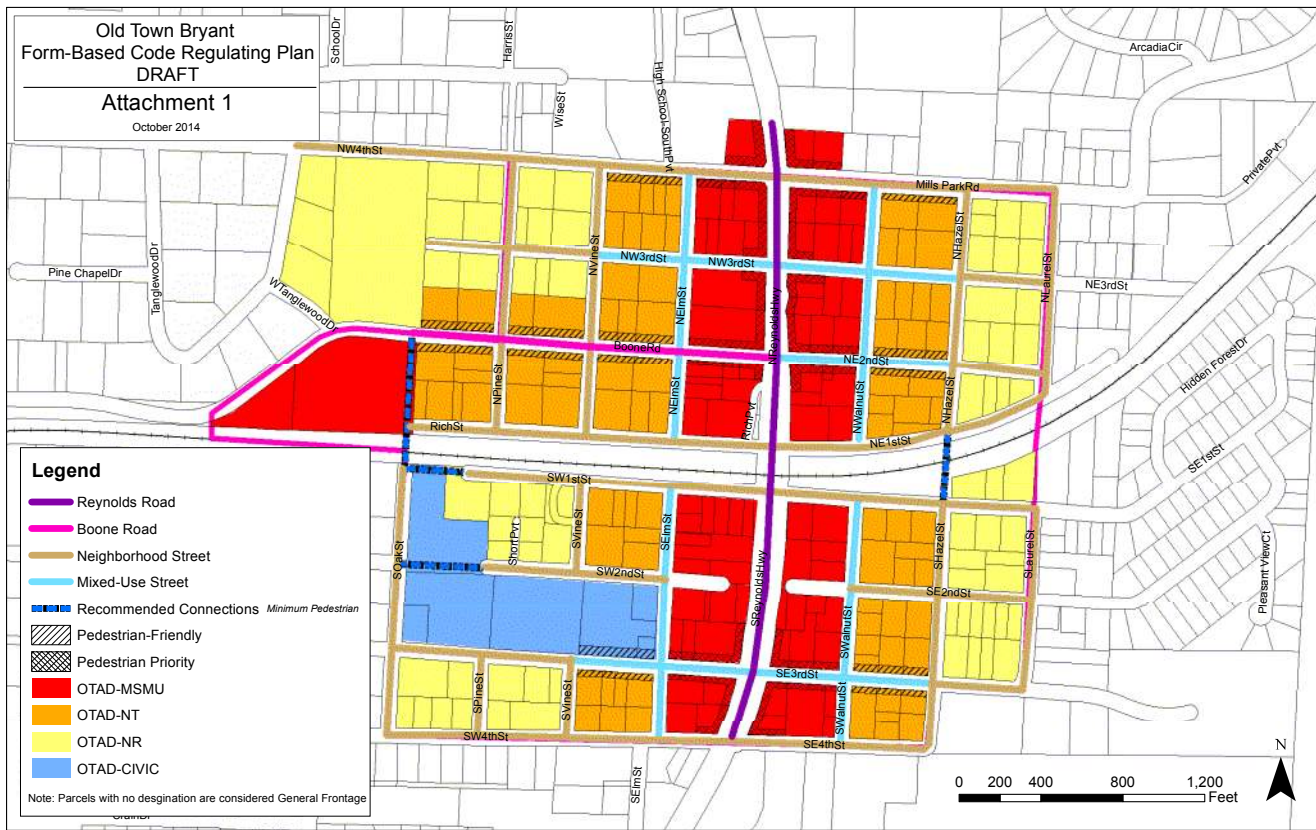 Old Town Bryant
Form-Based Code Regulating Plan
DRAFT
Attachment 1
October 2014
SchoolDr
HarrisSt
WiseSt
High School SouthPvt
ArcadiaCir
PrivatePvt
NW4thSt
Mills ParkRd
NHazelSt
NLaurelSt
NVineSt
NW3rdSt
NW3rdSt
NE3rdSt
Pine ChapelDr
TanglewoodDr
WTanglewoodDr
NElmSt
NReynoldsHwy
BooneRd
NE2ndSt
NPineSt
NElmSt
RichPvt
NWalnutSt
NHazelSt
Hidden ForestDr
RichSt
NE1stSt
SE1stSt
SW1stSt
ShortPvt
SVineSt
SElmSt
SOakSt
SW2ndSt
SReynoldsHwy
SHazelSt
SLaurelSt
Pleasant ViewCt
SE2ndSt
SWalnutSt
SE3rdSt
SPineSt
SVineSt
SWalnutSt
SW4thSt
SE4thSt
SElmSt
Legend
Reynolds Road
Boone Road
Neighborhood Street
Mixed-Use Street
Recommended Connections Minimum Pedestrian
Pedestrian-Friendly
Pedestrian Priority
OTAD-MSMU
OTAD-NT
OTAD-NR
OTAD-CIVIC
Note: Parcels with no desgination are considered General Frontage
N
0 200 400 800 1,200
Feet